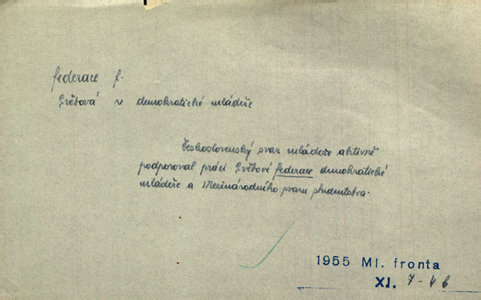 federace f.
Světová ~ demokratické mládeže
Československý svaz mládeže aktivně
podporoval práci Světové federace demokratické
mládeže a Mezinárodního svazu studentstva.
1955 Ml. fronta
XI. 7-46